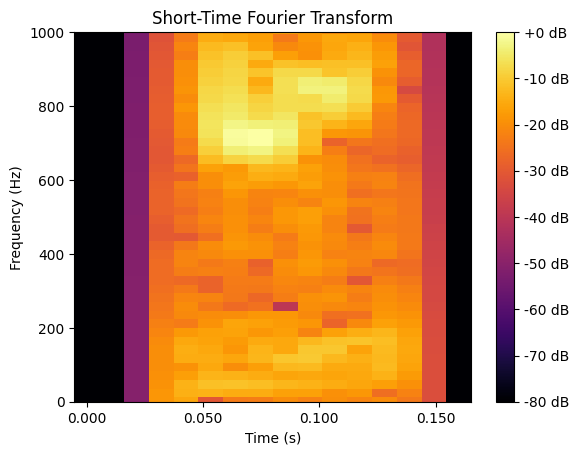 Short-Time Fourier Transform
1000
800
600
400
200
0
Frequency (Hz)
0.000
0.050
0.100
0.150
Time (s)
+0 dB
-10 dB
-20 dB
-30 dB
-40 dB
-50 dB
-60 dB
-70 dB
-80 dB